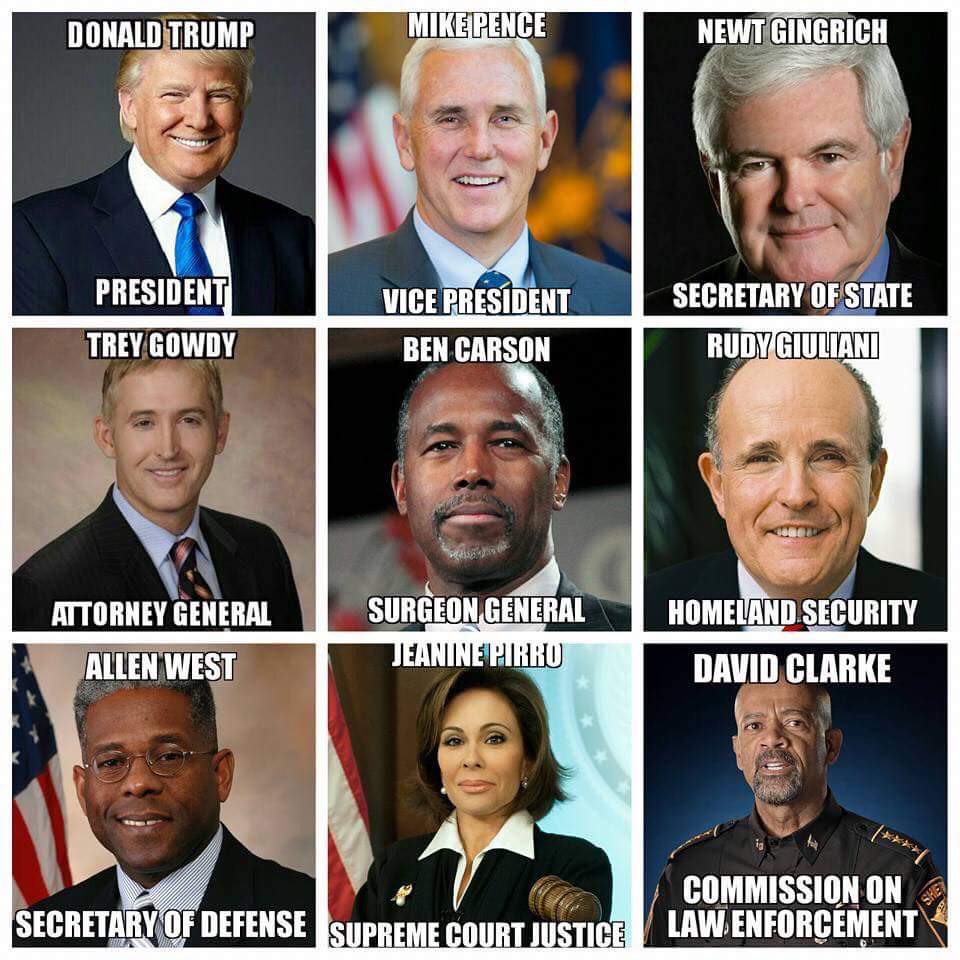 DONALD TRUMP
PRESIDENT
MIKE PENCE
VICE PRESIDENT
NEWT GINGRICH
SECRETARY OF STATE
TREY GOWDY
ATTORNEY GENERAL
BEN CARSON
SURGEON GENERAL
RUDY GIULIANI
HOMELAND SECURITY
ALLEN WEST
SECRETARY OF DEFENSE
JEANINE PIRRO
SUPREME COURT JUSTICE
DAVID CLARKE
COMMISSION ON
LAW ENFORCEMENT